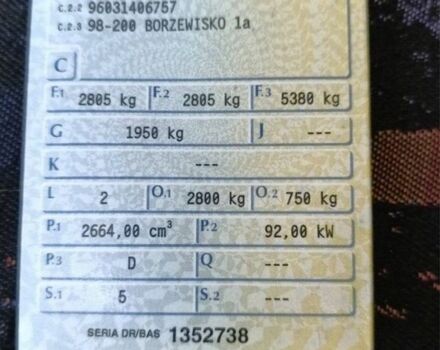 C.2.2 96031406757
C.2.3 98-200 BORZEWISKO 1a
C
F.1 2805 kg F.2 2805 kg F.3 5380 kg
G 1950 kg J ---
K ---
L 2 O.1 2800 kg O.2 750 kg
P.1 2664,00 cm³ P.2 92,00 kW
P.3 D Q ---
S.1 5 S.2 ---
SERIA DR/BAS 1352738